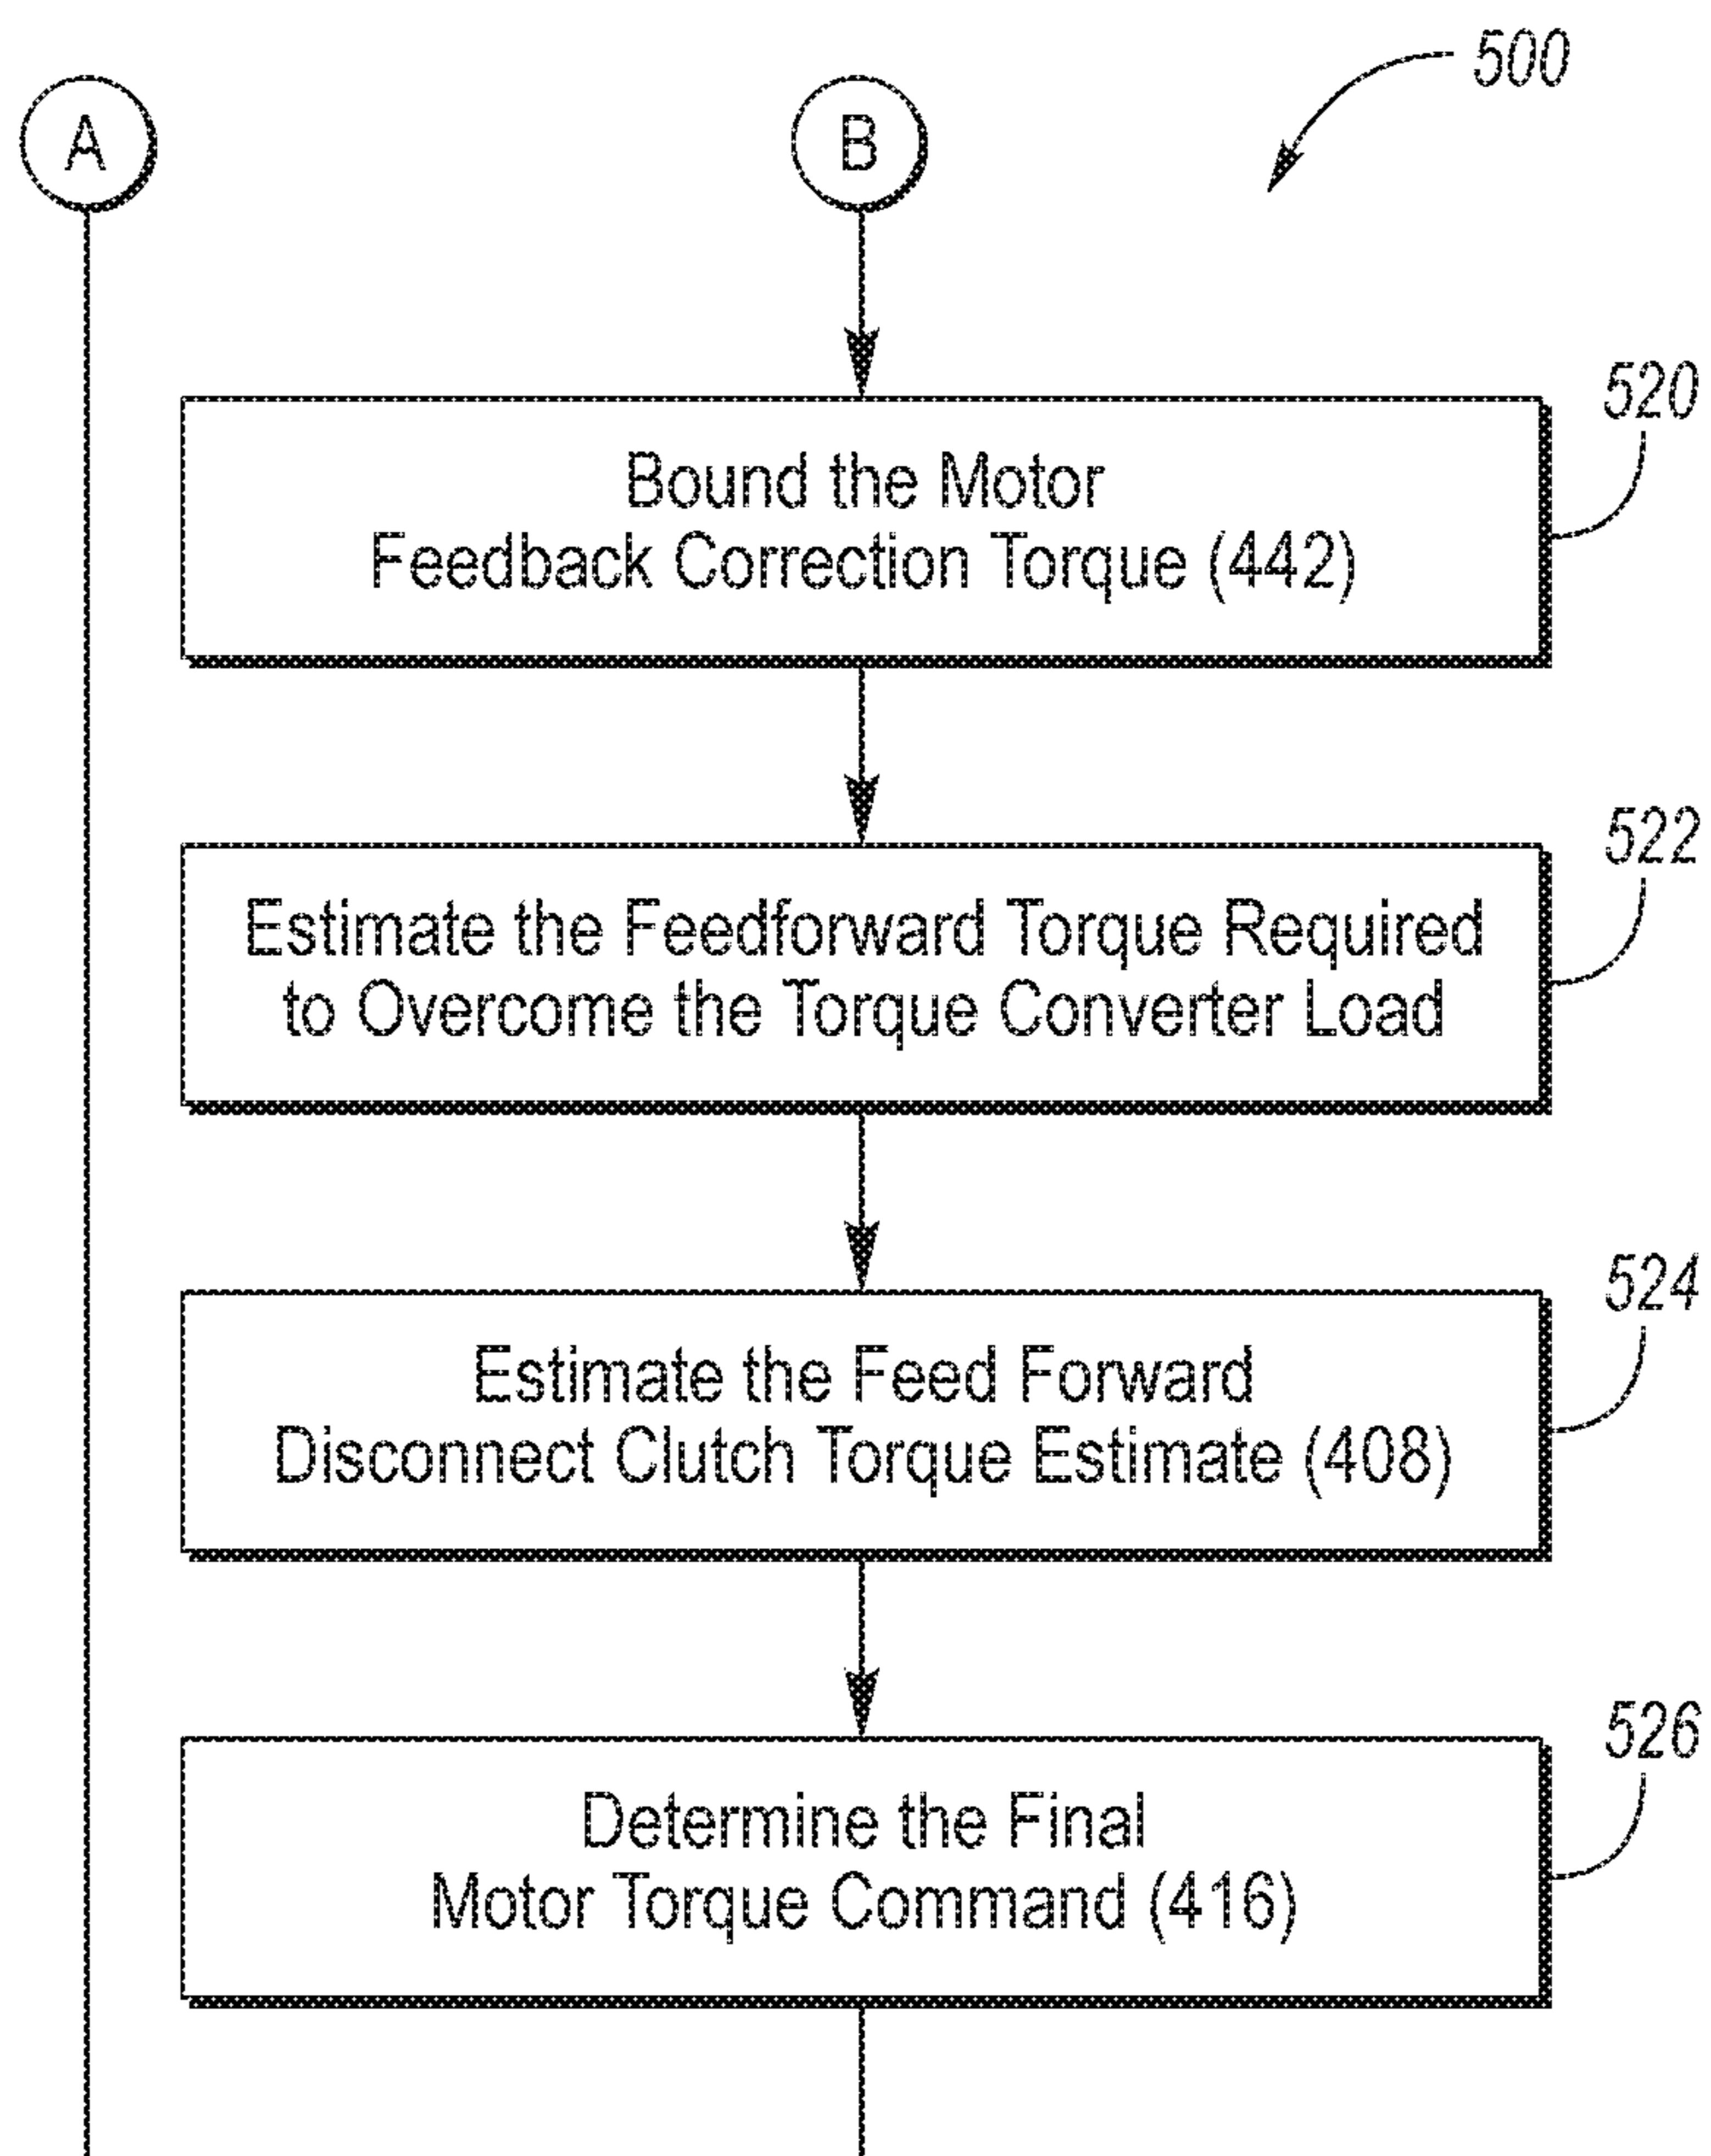 500
A
B
520
Bound the Motor
Feedback Correction Torque (442)
522
Estimate the Feedforward Torque Required
to Overcome the Torque Converter Load
524
Estimate the Feed Forward
Disconnect Clutch Torque Estimate (408)
526
Determine the Final
Motor Torque Command (416)